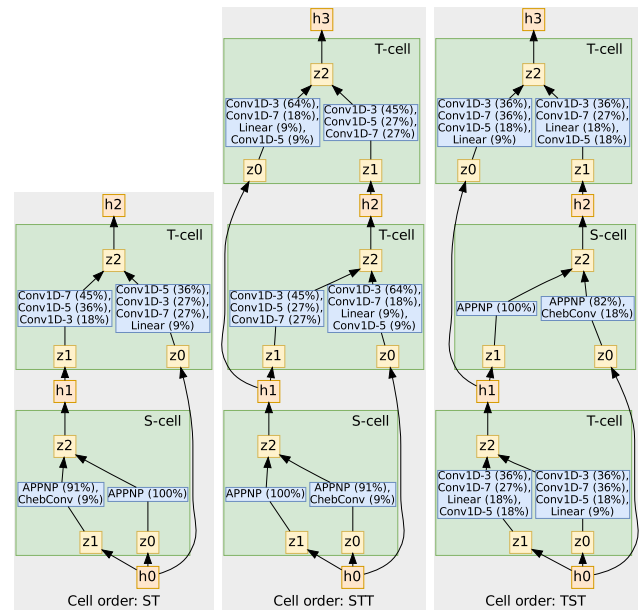 h2
T-cell
z2
Conv1D-7 (45%),
Conv1D-5 (36%),
Conv1D-3 (18%)
Conv1D-5 (36%),
Conv1D-3 (27%),
Conv1D-7 (27%),
Linear (9%)
z1
z0
h1
S-cell
z2
APPNP (91%),
ChebConv (9%)
APPNP (100%)
z1
z0
h0
Cell order: ST
h3
T-cell
z2
Conv1D-3 (64%),
Conv1D-7 (18%),
Linear (9%),
Conv1D-5 (9%)
Conv1D-3 (45%),
Conv1D-5 (27%),
Conv1D-7 (27%)
z0
z1
h2
T-cell
z2
Conv1D-3 (45%),
Conv1D-5 (27%),
Conv1D-7 (27%)
Conv1D-3 (64%),
Conv1D-7 (18%),
Linear (9%),
Conv1D-5 (9%)
z1
z0
h1
S-cell
z2
APPNP (100%)
APPNP (91%),
ChebConv (9%)
z1
z0
h0
Cell order: STT
h3
T-cell
z2
Conv1D-3 (36%),
Conv1D-7 (36%),
Conv1D-5 (18%),
Linear (9%)
Conv1D-3 (36%),
Conv1D-7 (27%),
Linear (18%),
Conv1D-5 (18%)
z0
z1
h2
S-cell
z2
APPNP (100%)
APPNP (82%),
ChebConv (18%)
z1
z0
h1
T-cell
z2
Conv1D-3 (36%),
Conv1D-7 (27%),
Linear (18%),
Conv1D-5 (18%)
Conv1D-3 (36%),
Conv1D-7 (36%),
Conv1D-5 (18%),
Linear (9%)
z1
z0
h0
Cell order: TST